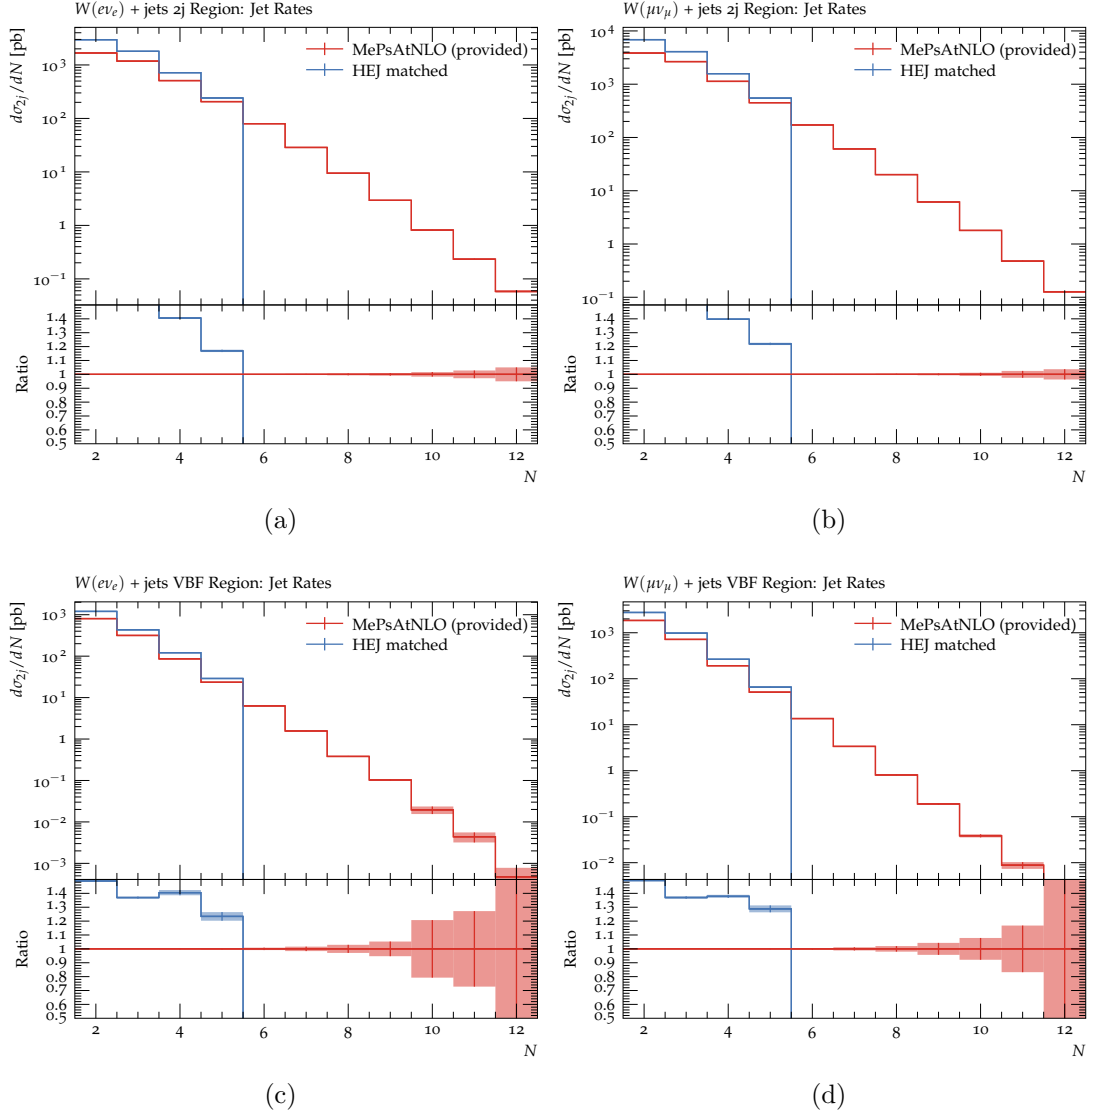 W(eνₑ) + jets 2j Region: Jet Rates
dσ₂ⱼ/dN [pb]
MePsAtNLO (provided)
HEJ matched
10³
10²
10¹
1
10⁻¹
Ratio
1.4
1.3
1.2
1.1
1
0.9
0.8
0.7
0.6
0.5
2 4 6 8 10 12
N
(a)
W(μν_μ) + jets 2j Region: Jet Rates
dσ₂ⱼ/dN [pb]
MePsAtNLO (provided)
HEJ matched
10⁴
10³
10²
10¹
1
10⁻¹
Ratio
1.4
1.3
1.2
1.1
1
0.9
0.8
0.7
0.6
0.5
2 4 6 8 10 12
N
(b)
W(eνₑ) + jets VBF Region: Jet Rates
dσ₂ⱼ/dN [pb]
MePsAtNLO (provided)
HEJ matched
10³
10²
10¹
1
10⁻¹
10⁻²
10⁻³
Ratio
1.4
1.3
1.2
1.1
1
0.9
0.8
0.7
0.6
0.5
2 4 6 8 10 12
N
(c)
W(μν_μ) + jets VBF Region: Jet Rates
dσ₂ⱼ/dN [pb]
MePsAtNLO (provided)
HEJ matched
10³
10²
10¹
1
10⁻¹
10⁻²
Ratio
1.4
1.3
1.2
1.1
1
0.9
0.8
0.7
0.6
0.5
2 4 6 8 10 12
N
(d)